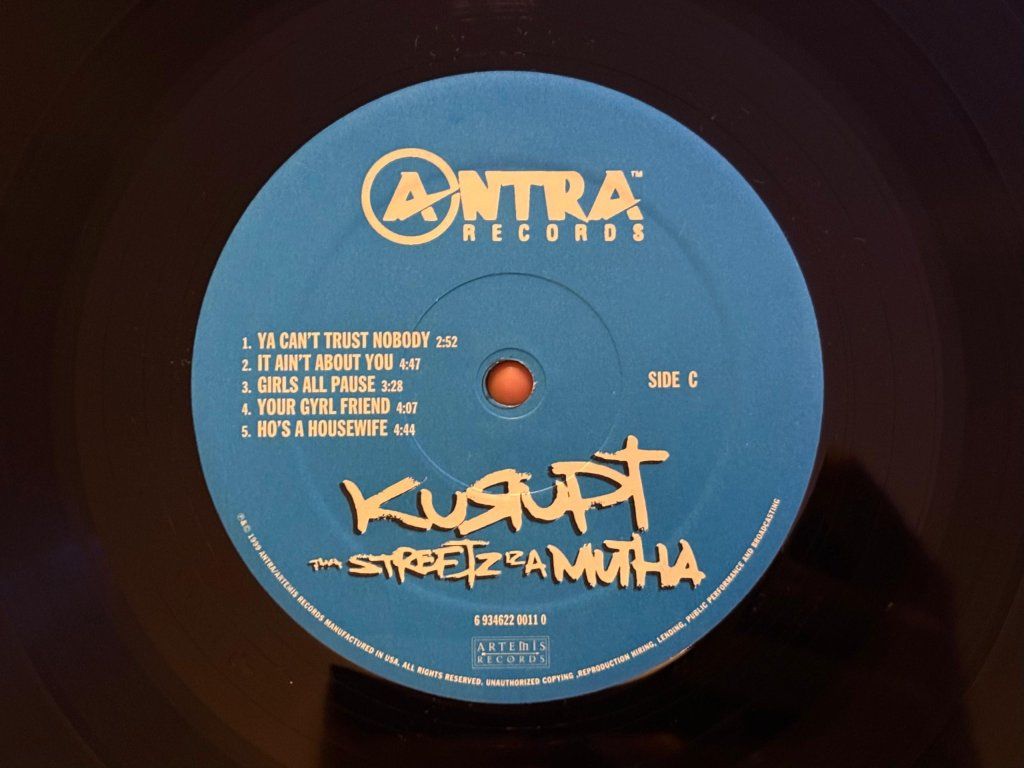 ANTRA™
RECORDS
1. YA CAN'T TRUST NOBODY 2:52
2. IT AIN'T ABOUT YOU 4:47
3. GIRLS ALL PAUSE 3:28
4. YOUR GYRL FRIEND 4:07
5. HO'S A HOUSEWIFE 4:44
SIDE C
KURUPT
THA STREETZ IZ A MUTHA
6 934622 0011 0
ARTEMIS
RECORDS
℗&© 1999 ANTRA/ARTEMIS RECORDS MANUFACTURED IN USA. ALL RIGHTS RESERVED. UNAUTHORIZED COPYING ,REPRODUCTION HIRING, LENDING, PUBLIC PERFORMANCE AND BROADCASTING